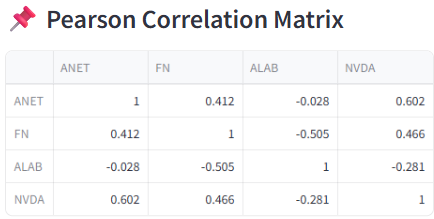 📌 Pearson Correlation Matrix
ANET FN ALAB NVDA
ANET 1 0.412 -0.028 0.602
FN 0.412 1 -0.505 0.466
ALAB -0.028 -0.505 1 -0.281
NVDA 0.602 0.466 -0.281 1